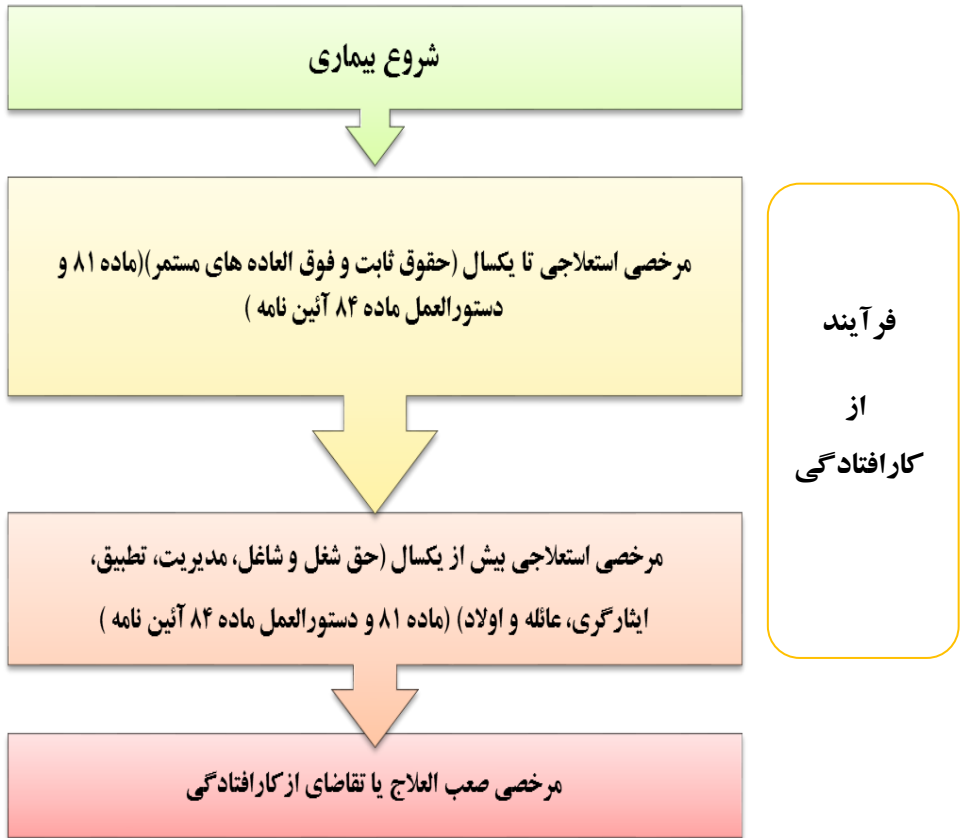 شروع بیماری
مرخصی استعلاجی تا یکسال (حقوق ثابت و فوق العاده های مستمر)(ماده ۸۱ و
دستورالعمل ماده ۸۴ آئین نامه )
مرخصی استعلاجی بیش از یکسال (حق شغل و شاغل، مدیریت، تطبیق،
ایثارگری، عائله و اولاد) (ماده ۸۱ و دستورالعمل ماده ۸۴ آئین نامه )
مرخصی صعب العلاج یا تقاضای ازکارافتادگی
فرآیند
از
کارافتادگی